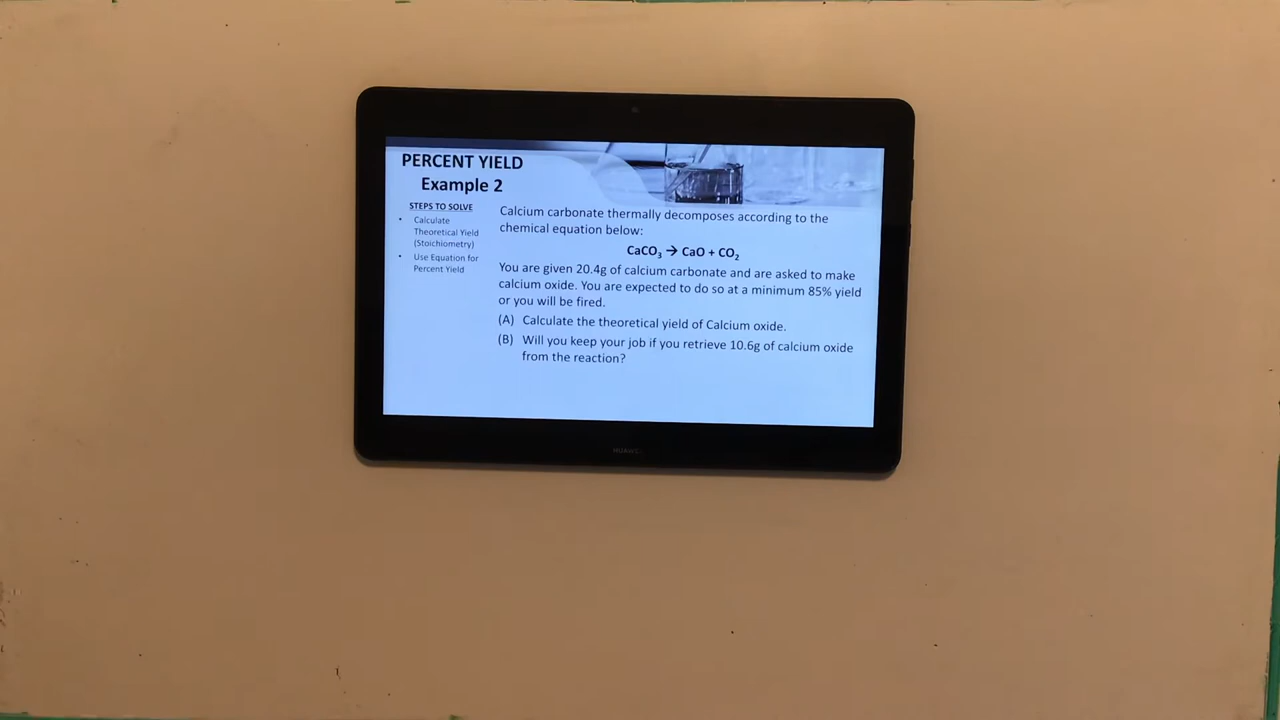 PERCENT YIELD
Example 2
STEPS TO SOLVE
• Calculate
Theoretical Yield
(Stoichiometry)
• Use Equation for
Percent Yield
Calcium carbonate thermally decomposes according to the
chemical equation below:
CaCO₃ → CaO + CO₂
You are given 20.4g of calcium carbonate and are asked to make
calcium oxide. You are expected to do so at a minimum 85% yield
or you will be fired.
(A) Calculate the theoretical yield of Calcium oxide.
(B) Will you keep your job if you retrieve 10.6g of calcium oxide
from the reaction?
HUAWEI